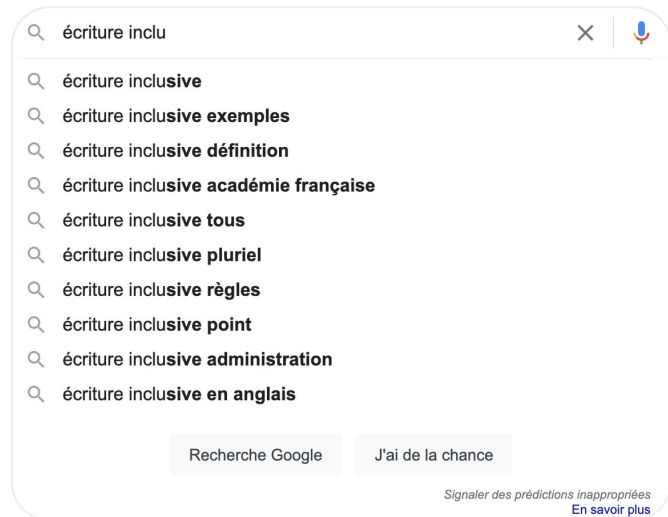 écriture inclu
écriture inclusive
écriture inclusive exemples
écriture inclusive définition
écriture inclusive académie française
écriture inclusive tous
écriture inclusive pluriel
écriture inclusive règles
écriture inclusive point
écriture inclusive administration
écriture inclusive en anglais
Recherche Google J'ai de la chance
Signaler des prédictions inappropriées
En savoir plus